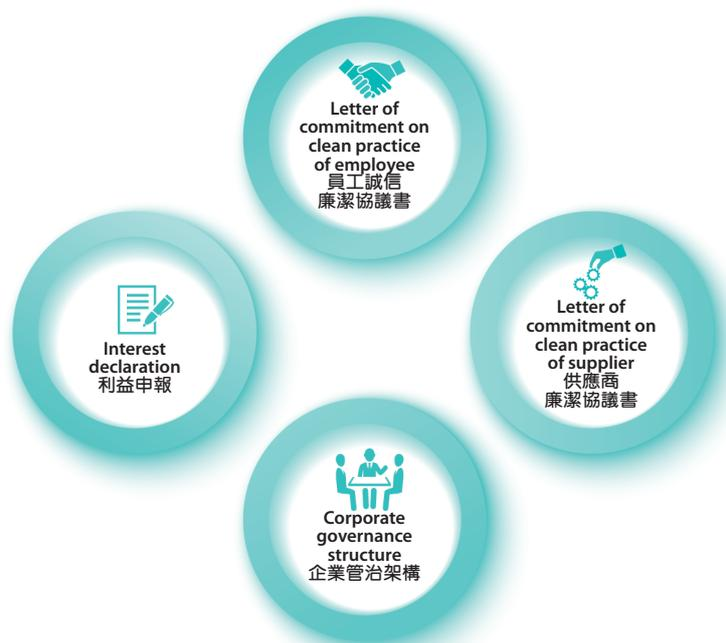 Letter of
commitment on
clean practice
of employee
員工誠信
廉潔協議書
Interest
declaration
利益申報
Letter of
commitment on
clean practice
of supplier
供應商
廉潔協議書
Corporate
governance
structure
企業管治架構